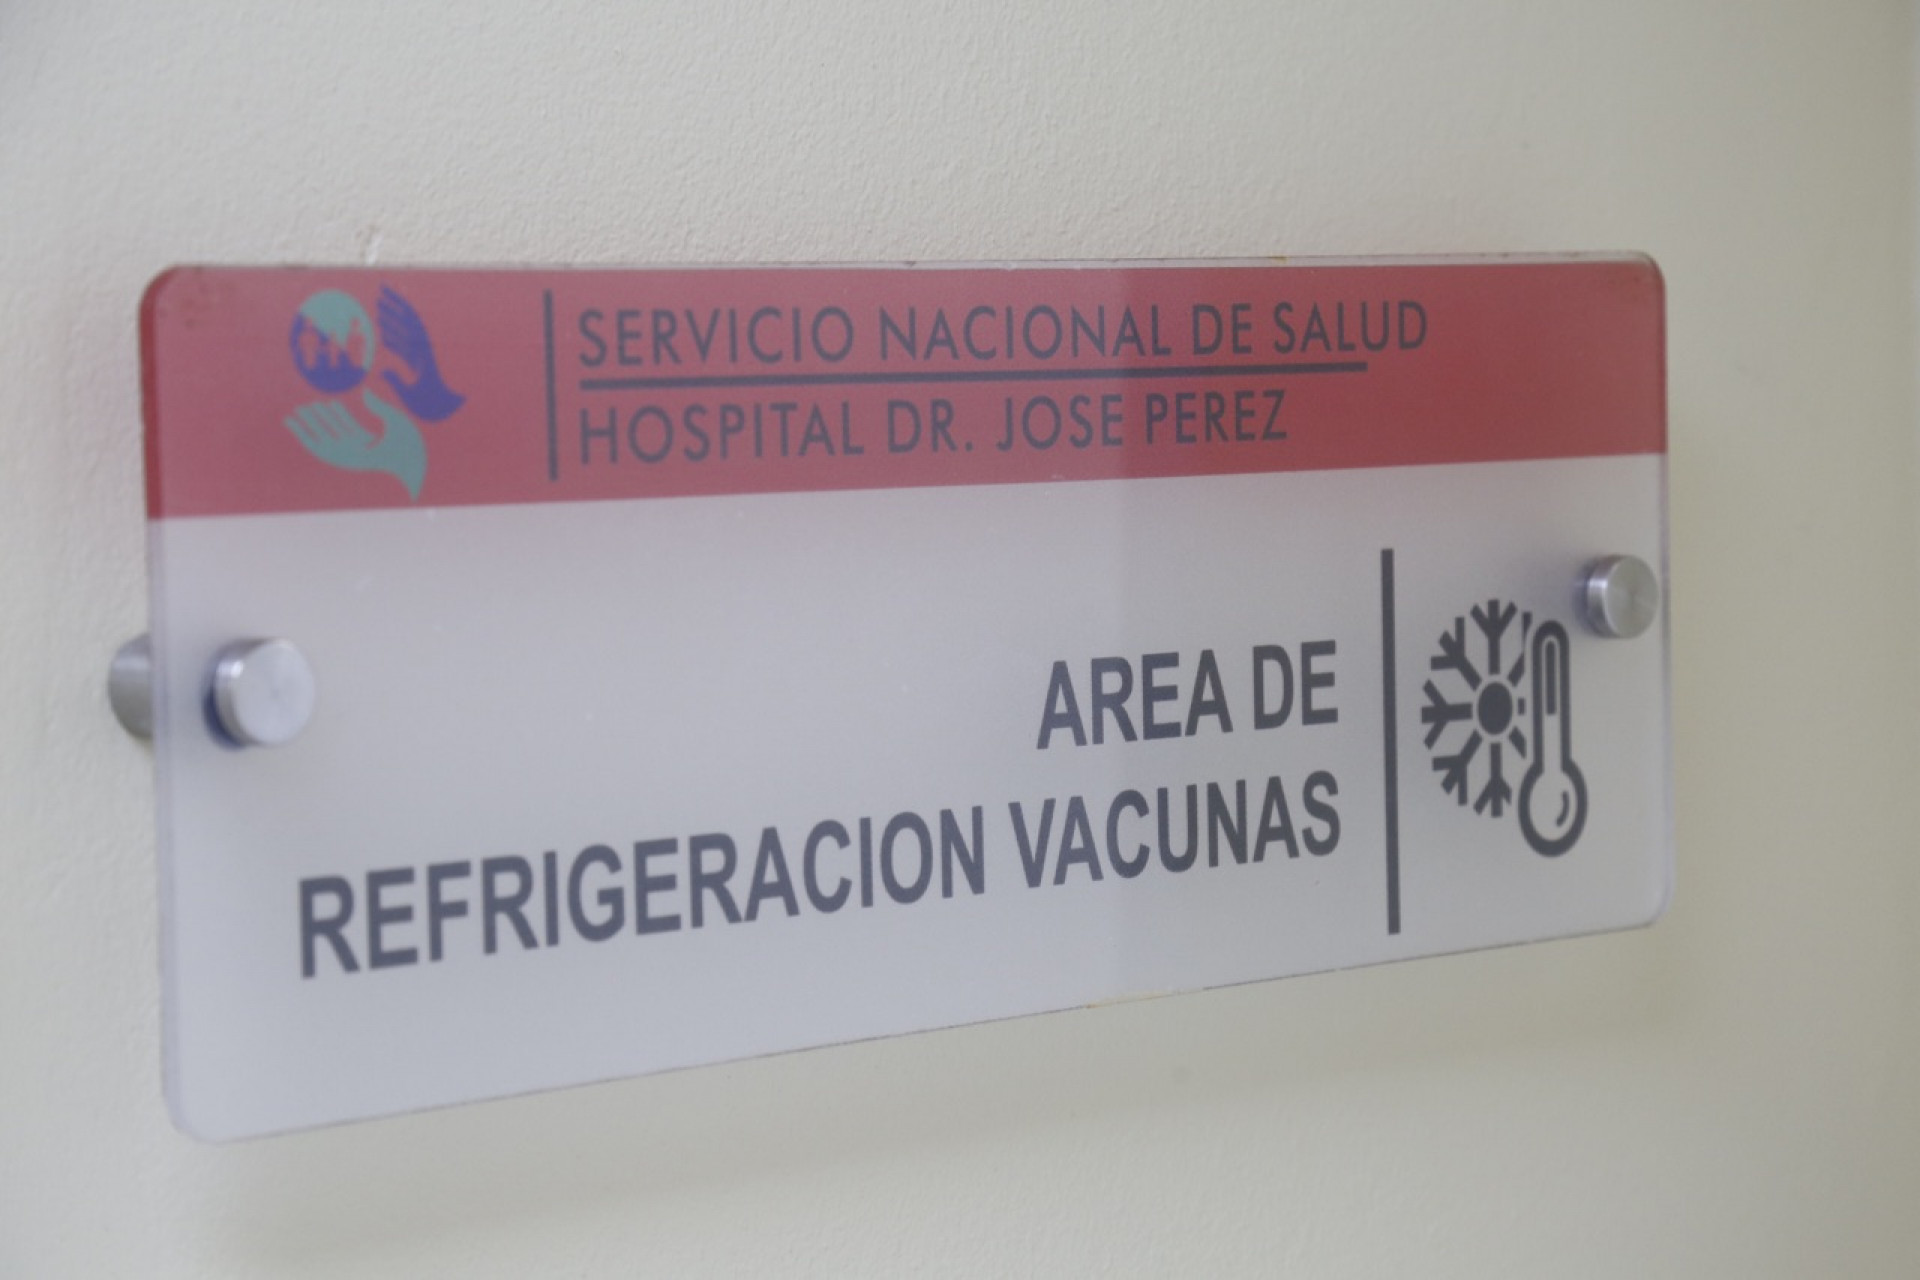 SERVICIO NACIONAL DE SALUD
HOSPITAL DR. JOSE PEREZ
AREA DE
REFRIGERACION VACUNAS